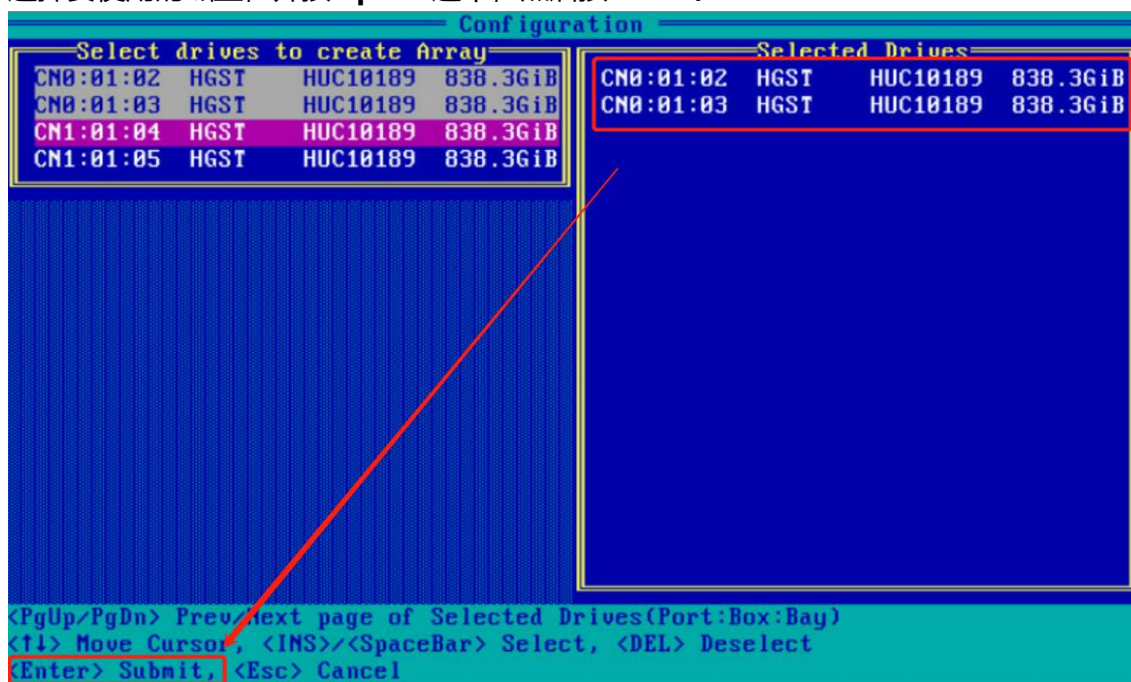 Configuration
Select drives to create Array
CN0:01:02 HGST HUC10189 838.3GiB
CN0:01:03 HGST HUC10189 838.3GiB
CN1:01:04 HGST HUC10189 838.3GiB
CN1:01:05 HGST HUC10189 838.3GiB
Selected Drives
CN0:01:02 HGST HUC10189 838.3GiB
CN0:01:03 HGST HUC10189 838.3GiB
<PgUp/PgDn> Prev/Next page of Selected Drives(Port:Box:Bay)
<↑↓> Move Cursor, <INS>/<SpaceBar> Select, <DEL> Deselect
<Enter> Submit, <Esc> Cancel